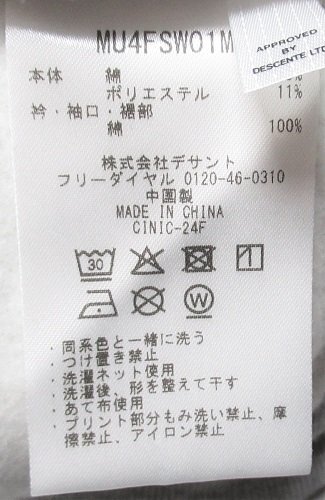 MU4FSW01M
APPROVED
BY
DESCENTE LTD
本体 綿 %
ポリエステル 11%
衿・袖口・裾部
綿 100%
株式会社デサント
フリーダイヤル 0120-46-0310
中国製
MADE IN CHINA
CINIC-24F
30
W
・同系色と一緒に洗う
・つけ置き禁止
・洗濯ネット使用
・洗濯後、形を整えて干す
・あて布使用
・プリント部分もみ洗い禁止、摩
擦禁止、アイロン禁止